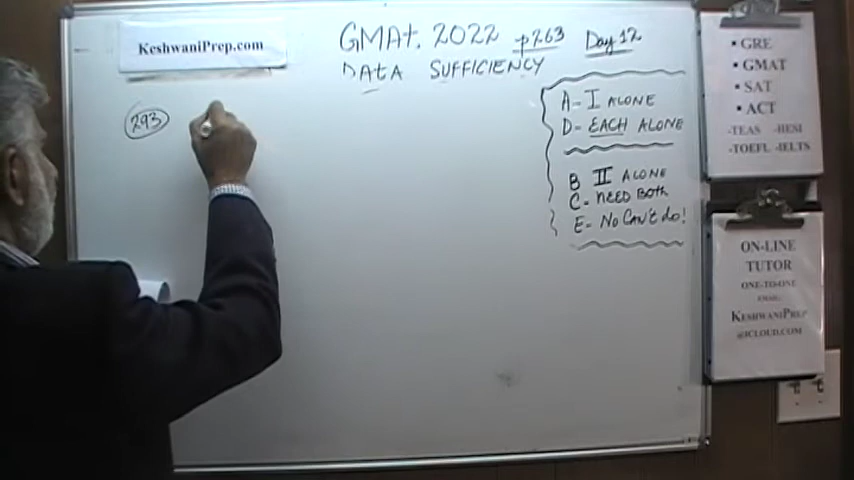 KeshwaniPrep.com
GMAt. 2022 p263 Day 12
DAtA SUFFICIENCY
293
A- I ALONE
D- EACH ALONE
B II ALONE
C- NEED BOTH
E- NO CAN't do!
▪ GRE
▪ GMAT
▪ SAT
▪ ACT
-TEAS -HESI
-TOEFL -IELTS
ON-LINE
TUTOR
ONE-TO-ONE
EMAIL:
KESHWANIPREP
@ICLOUD.COM